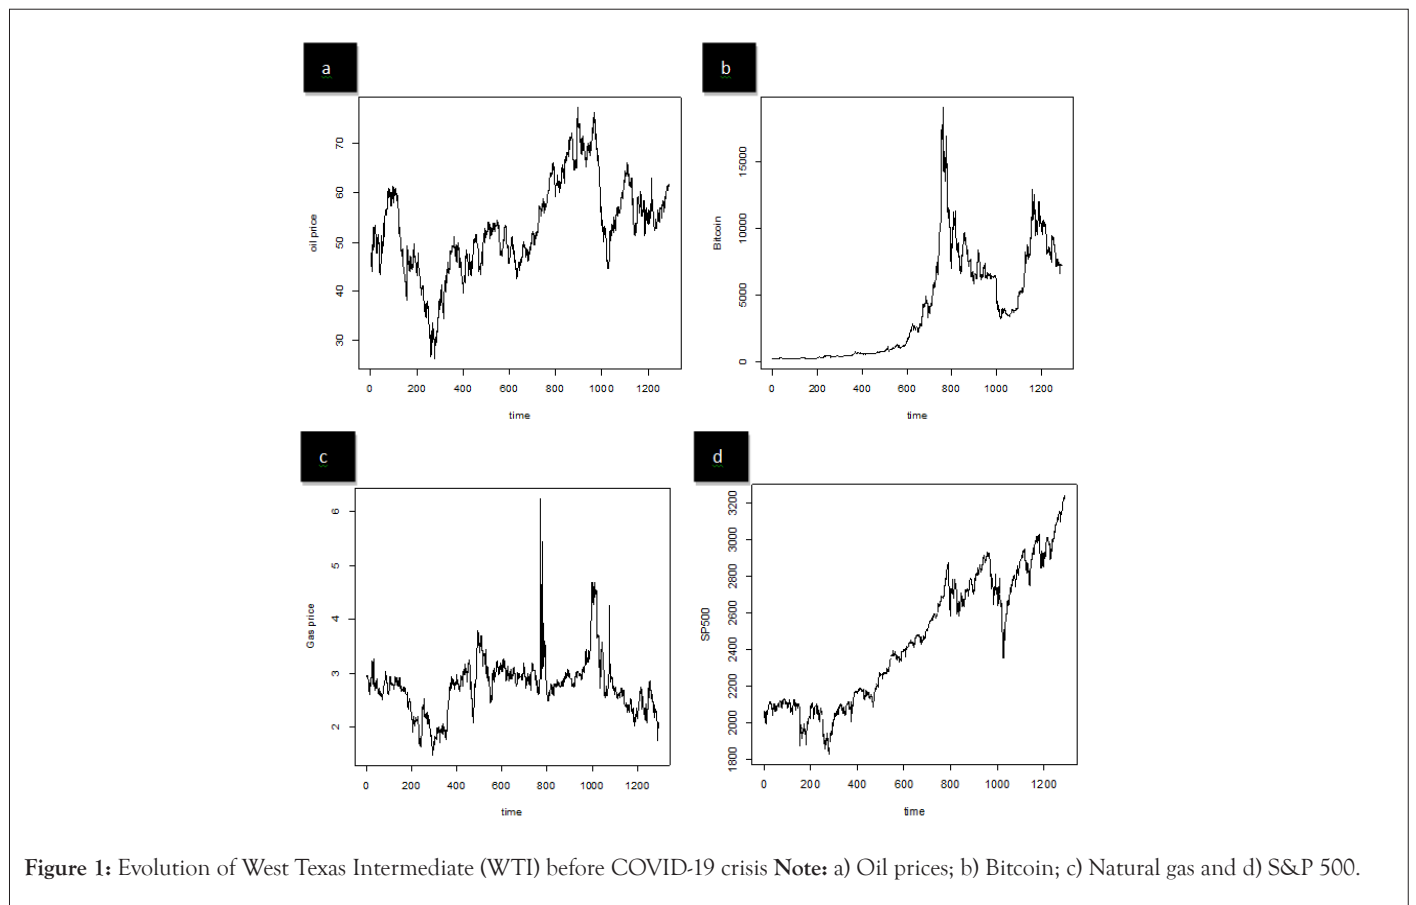 a
oil price
70
60
50
40
30
0 200 400 600 800 1000 1200
time
b
Bitcoin
15000
10000
5000
0
0 200 400 600 800 1000 1200
time
c
Gas price
6
5
4
3
2
0 200 400 600 800 1000 1200
time
d
SP500
3200
3000
2800
2600
2400
2200
2000
1800
0 200 400 600 800 1000 1200
time
Figure 1: Evolution of West Texas Intermediate (WTI) before COVID-19 crisis Note: a) Oil prices; b) Bitcoin; c) Natural gas and d) S&P 500.